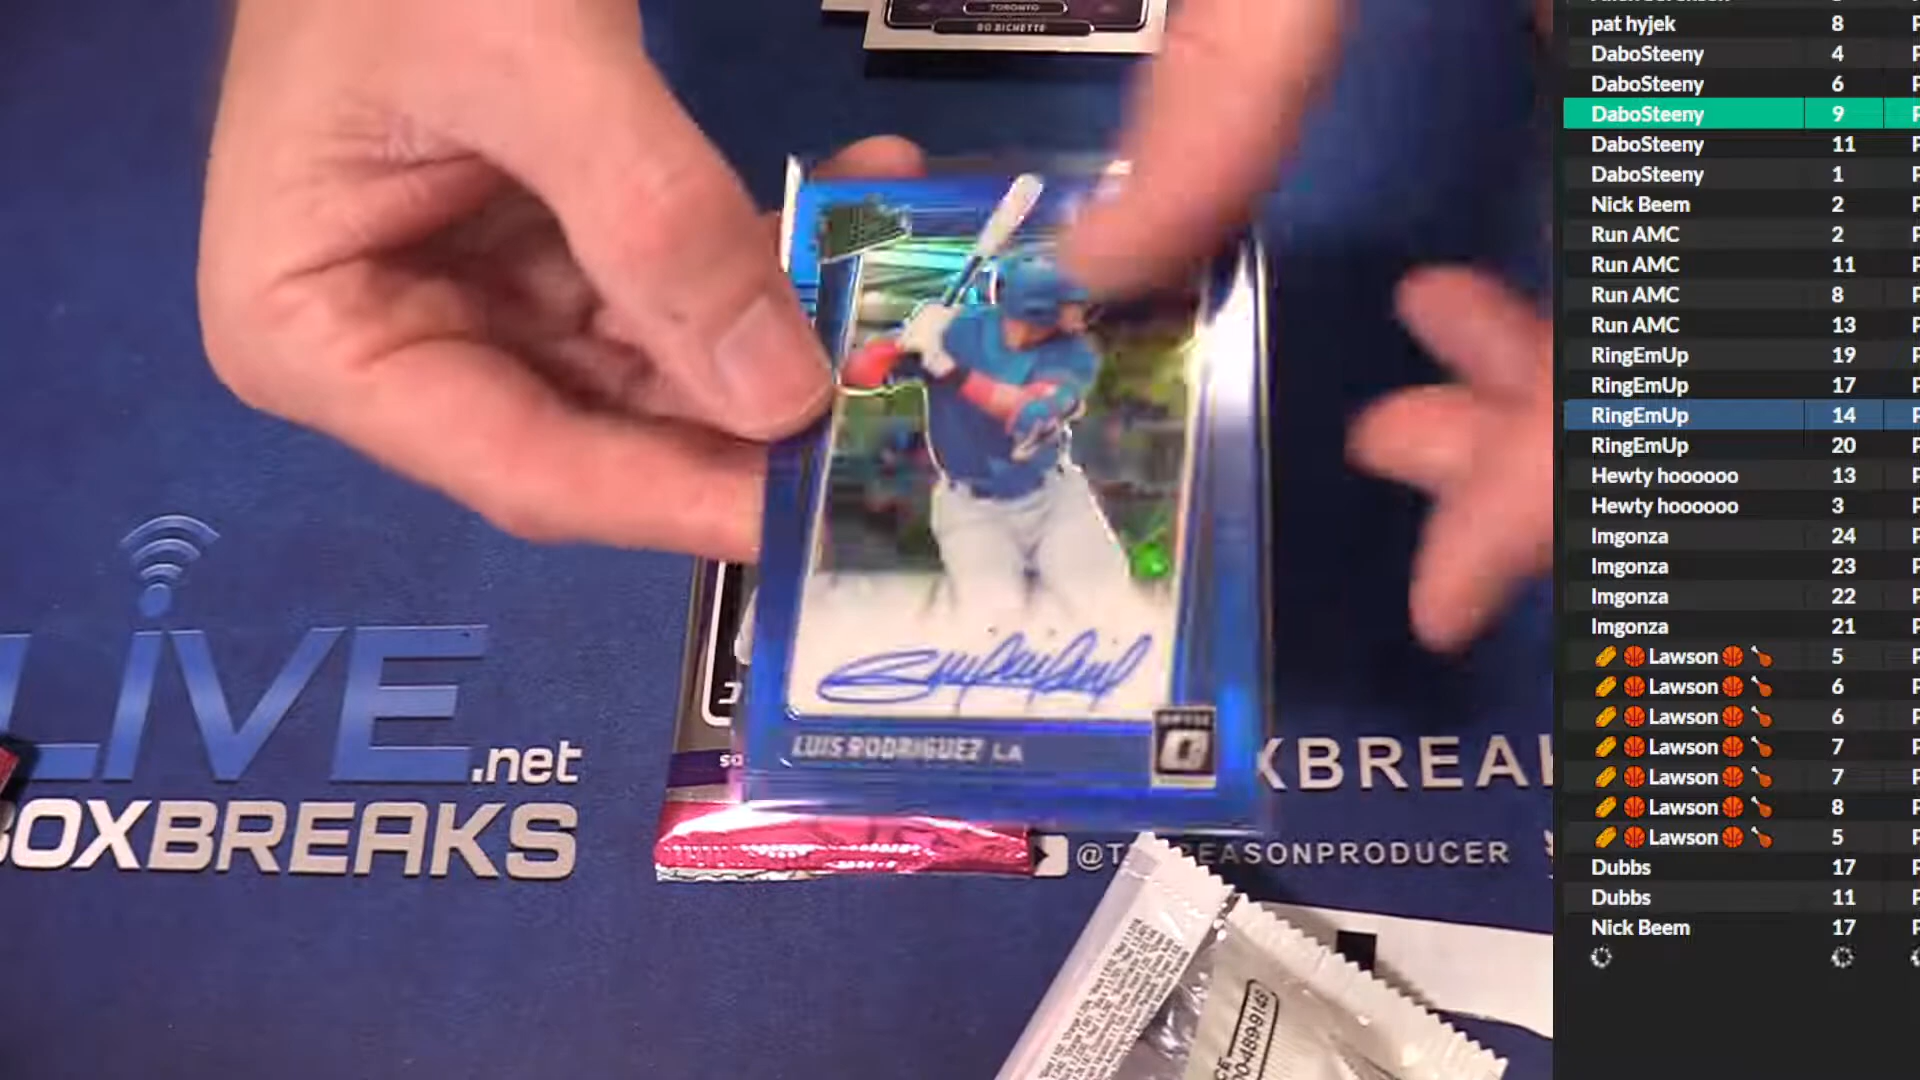 TORONTO
BO BICHETTE
LUIS RODRIGUEZ LA
LIVE
.net
BOXBREAKS
XBREAK
pat hyjek 8 P
DaboSteeny 4 P
DaboSteeny 6 P
DaboSteeny 9 P
DaboSteeny 11 P
DaboSteeny 1 P
Nick Beem 2 P
Run AMC 2 P
Run AMC 11 P
Run AMC 8 P
Run AMC 13 P
RingEmUp 19 P
RingEmUp 17 P
RingEmUp 14 P
RingEmUp 20 P
Hewty hoooooo 13 P
Hewty hoooooo 3 P
Imgonza 24 P
Imgonza 23 P
Imgonza 22 P
Imgonza 21 P
Lawson 5 P
Lawson 6 P
Lawson 6 P
Lawson 7 P
Lawson 7 P
Lawson 8 P
Lawson 5 P
Dubbs 17 P
Dubbs 11 P
Nick Beem 17 P